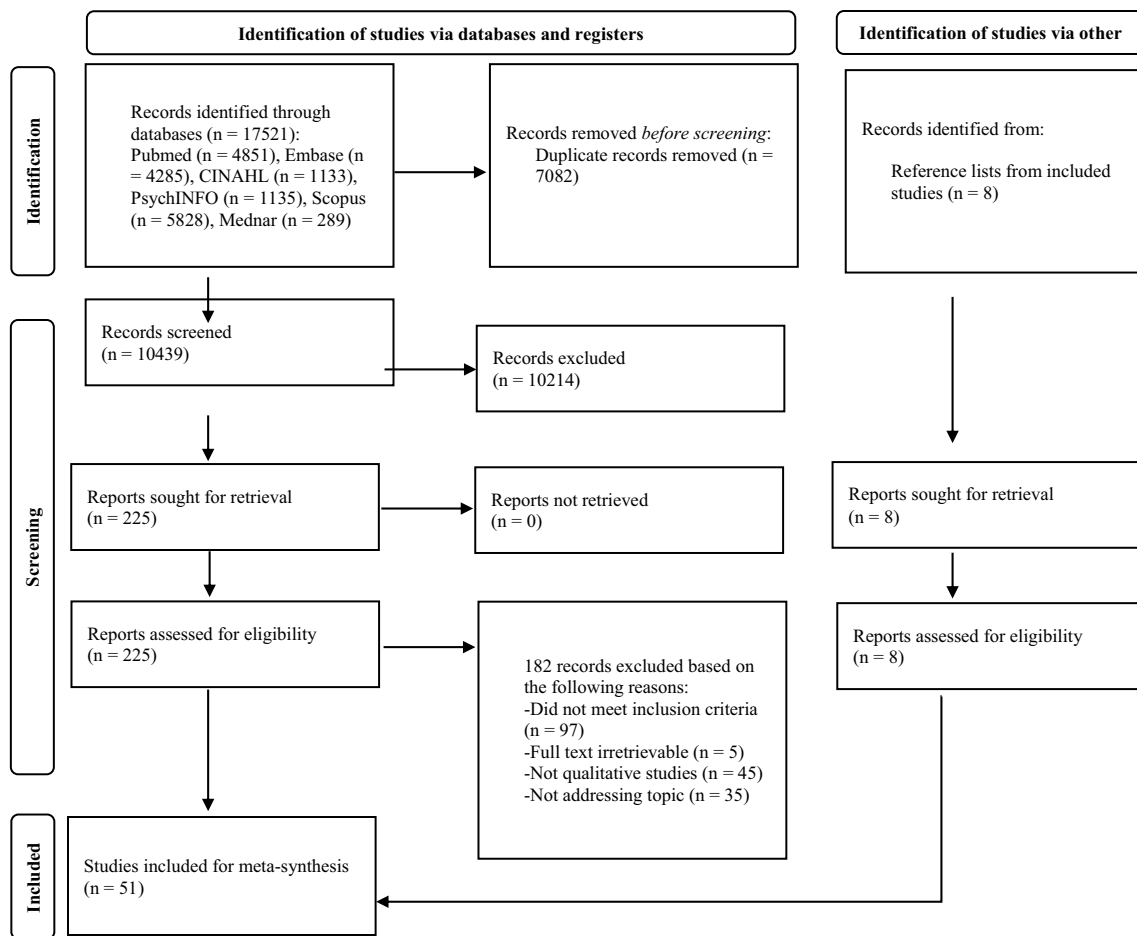 Identification of studies via databases and registers
Identification of studies via other
Identification
Records identified through
databases (n = 17521):
Pubmed (n = 4851), Embase (n
= 4285), CINAHL (n = 1133),
PsychINFO (n = 1135), Scopus
(n = 5828), Mednar (n = 289)
Records removed before screening:
Duplicate records removed (n =
7082)
Records identified from:
Reference lists from included
studies (n = 8)
Screening
Records screened
(n = 10439)
Records excluded
(n = 10214)
Reports sought for retrieval
(n = 225)
Reports not retrieved
(n = 0)
Reports sought for retrieval
(n = 8)
Reports assessed for eligibility
(n = 225)
182 records excluded based on
the following reasons:
-Did not meet inclusion criteria
(n = 97)
-Full text irretrievable (n = 5)
-Not qualitative studies (n = 45)
-Not addressing topic (n = 35)
Reports assessed for eligibility
(n = 8)
Included
Studies included for meta-synthesis
(n = 51)